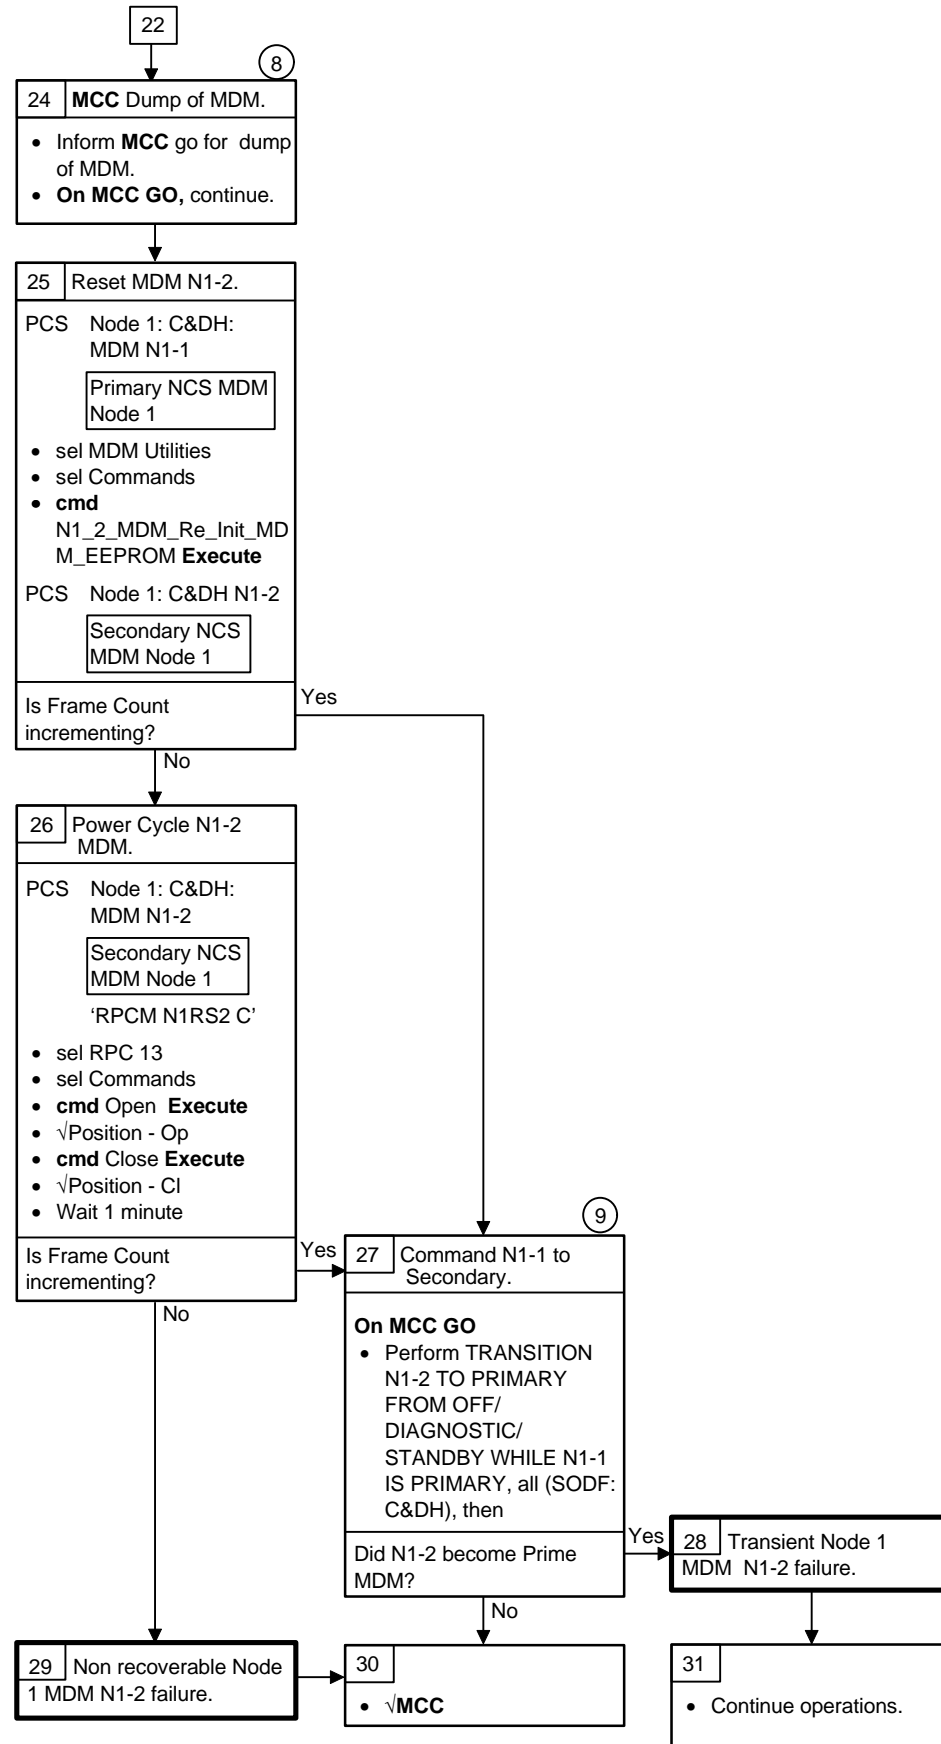 22
8
24 MCC Dump of MDM.
• Inform MCC go for dump
of MDM.
• On MCC GO, continue.
25 Reset MDM N1-2.
PCS Node 1: C&DH:
MDM N1-1
Primary NCS MDM
Node 1
• sel MDM Utilities
• sel Commands
• cmd
N1_2_MDM_Re_Init_MD
M_EEPROM Execute
PCS Node 1: C&DH N1-2
Secondary NCS
MDM Node 1
Is Frame Count
incrementing?
Yes
No
26 Power Cycle N1-2
MDM.
PCS Node 1: C&DH:
MDM N1-2
Secondary NCS
MDM Node 1
‘RPCM N1RS2 C’
• sel RPC 13
• sel Commands
• cmd Open Execute
• √Position - Op
• cmd Close Execute
• √Position - Cl
• Wait 1 minute
Is Frame Count
incrementing?
Yes
No
9
27 Command N1-1 to
Secondary.
On MCC GO
• Perform TRANSITION
N1-2 TO PRIMARY
FROM OFF/
DIAGNOSTIC/
STANDBY WHILE N1-1
IS PRIMARY, all (SODF:
C&DH), then
Did N1-2 become Prime
MDM?
Yes
No
28 Transient Node 1
MDM N1-2 failure.
29 Non recoverable Node
1 MDM N1-2 failure.
30
• √MCC
31
• Continue operations.